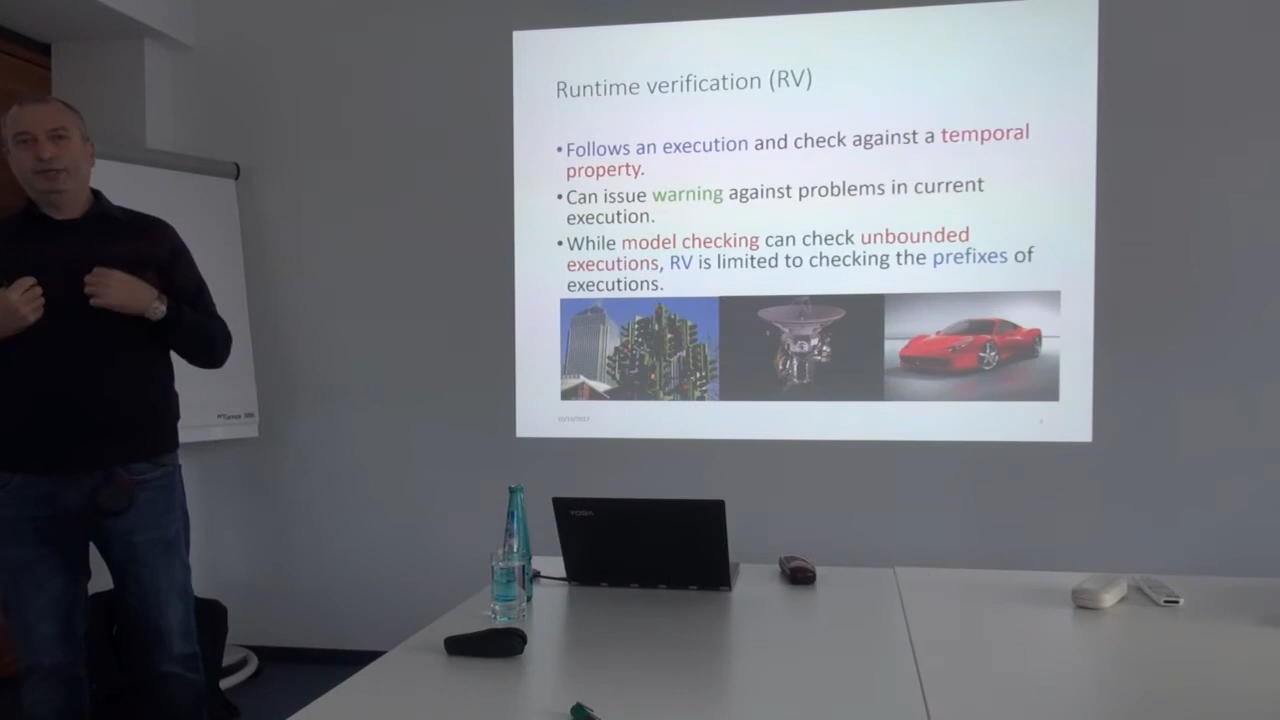 Runtime verification (RV)
• Follows an execution and check against a temporal
property.
• Can issue warning against problems in current
execution.
• While model checking can check unbounded
executions, RV is limited to checking the prefixes of
executions.
YOGA